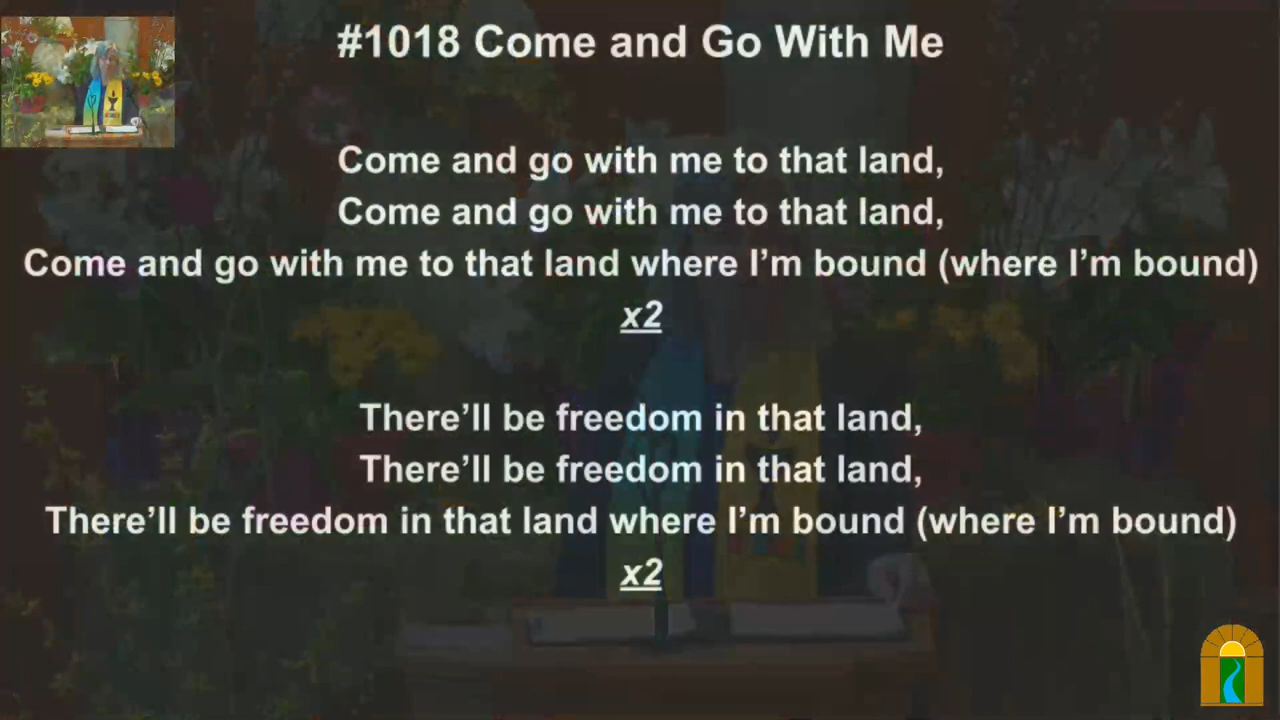 #1018 Come and Go With Me
Come and go with me to that land,
Come and go with me to that land,
Come and go with me to that land where I’m bound (where I’m bound)
x2
There’ll be freedom in that land,
There’ll be freedom in that land,
There’ll be freedom in that land where I’m bound (where I’m bound)
x2